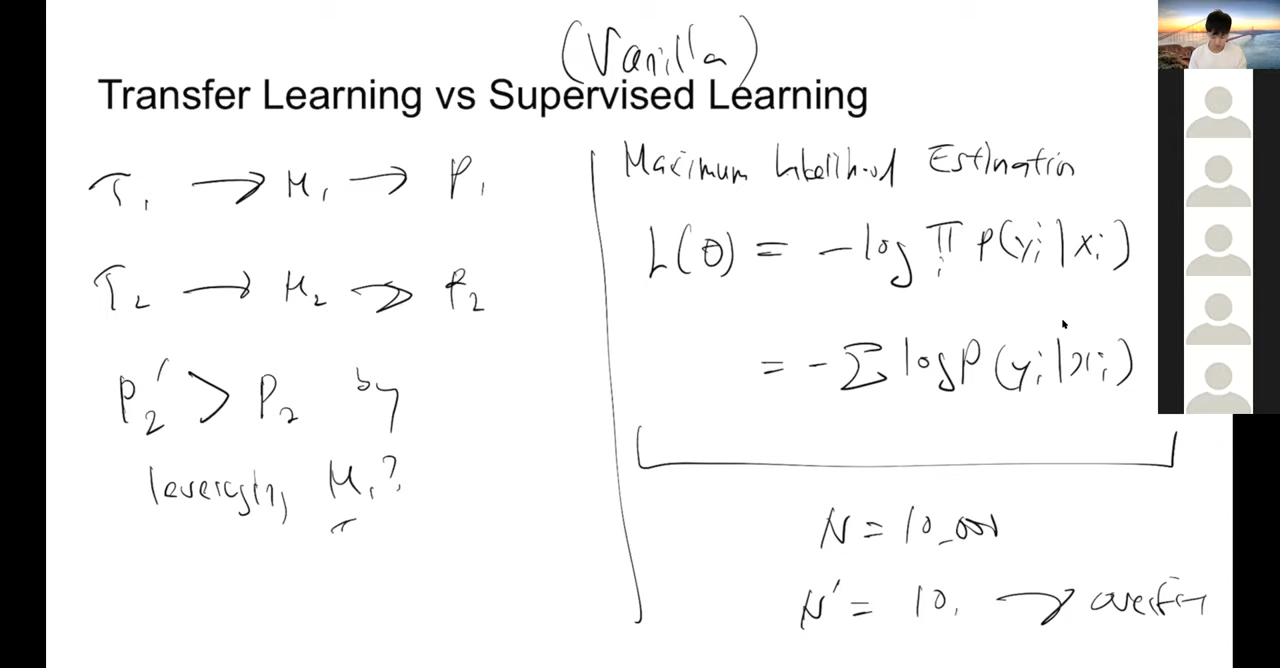 (Vanilla)
Transfer Learning vs Supervised Learning
T₁ → M₁ → P₁
T₂ → M₂ → P₂
P₂′ > P₂ by
leveraging M₁?
Maximum Likelihood Estimation
L(θ) = -log ∏ᵢ p(yᵢ|xᵢ)
= -∑ log P(yᵢ|xᵢ)
N = 10,000
N′ = 10. → overfit